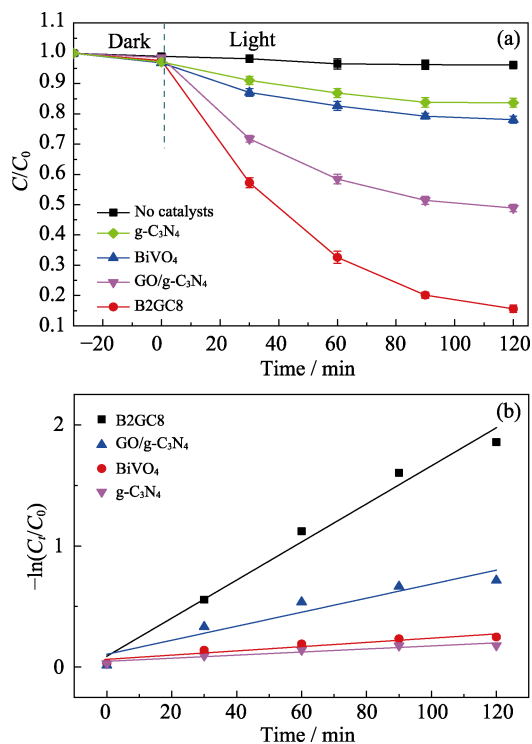 (a)
Dark
Light
1.1
1.0
0.9
0.8
0.7
0.6
0.5
0.4
0.3
0.2
0.1
C/C₀
No catalysts
g-C₃N₄
BiVO₄
GO/g-C₃N₄
B2GC8
−20 0 20 40 60 80 100 120
Time / min
(b)
2
1
0
−ln(Cₜ/C₀)
B2GC8
GO/g-C₃N₄
BiVO₄
g-C₃N₄
0 20 40 60 80 100 120
Time / min